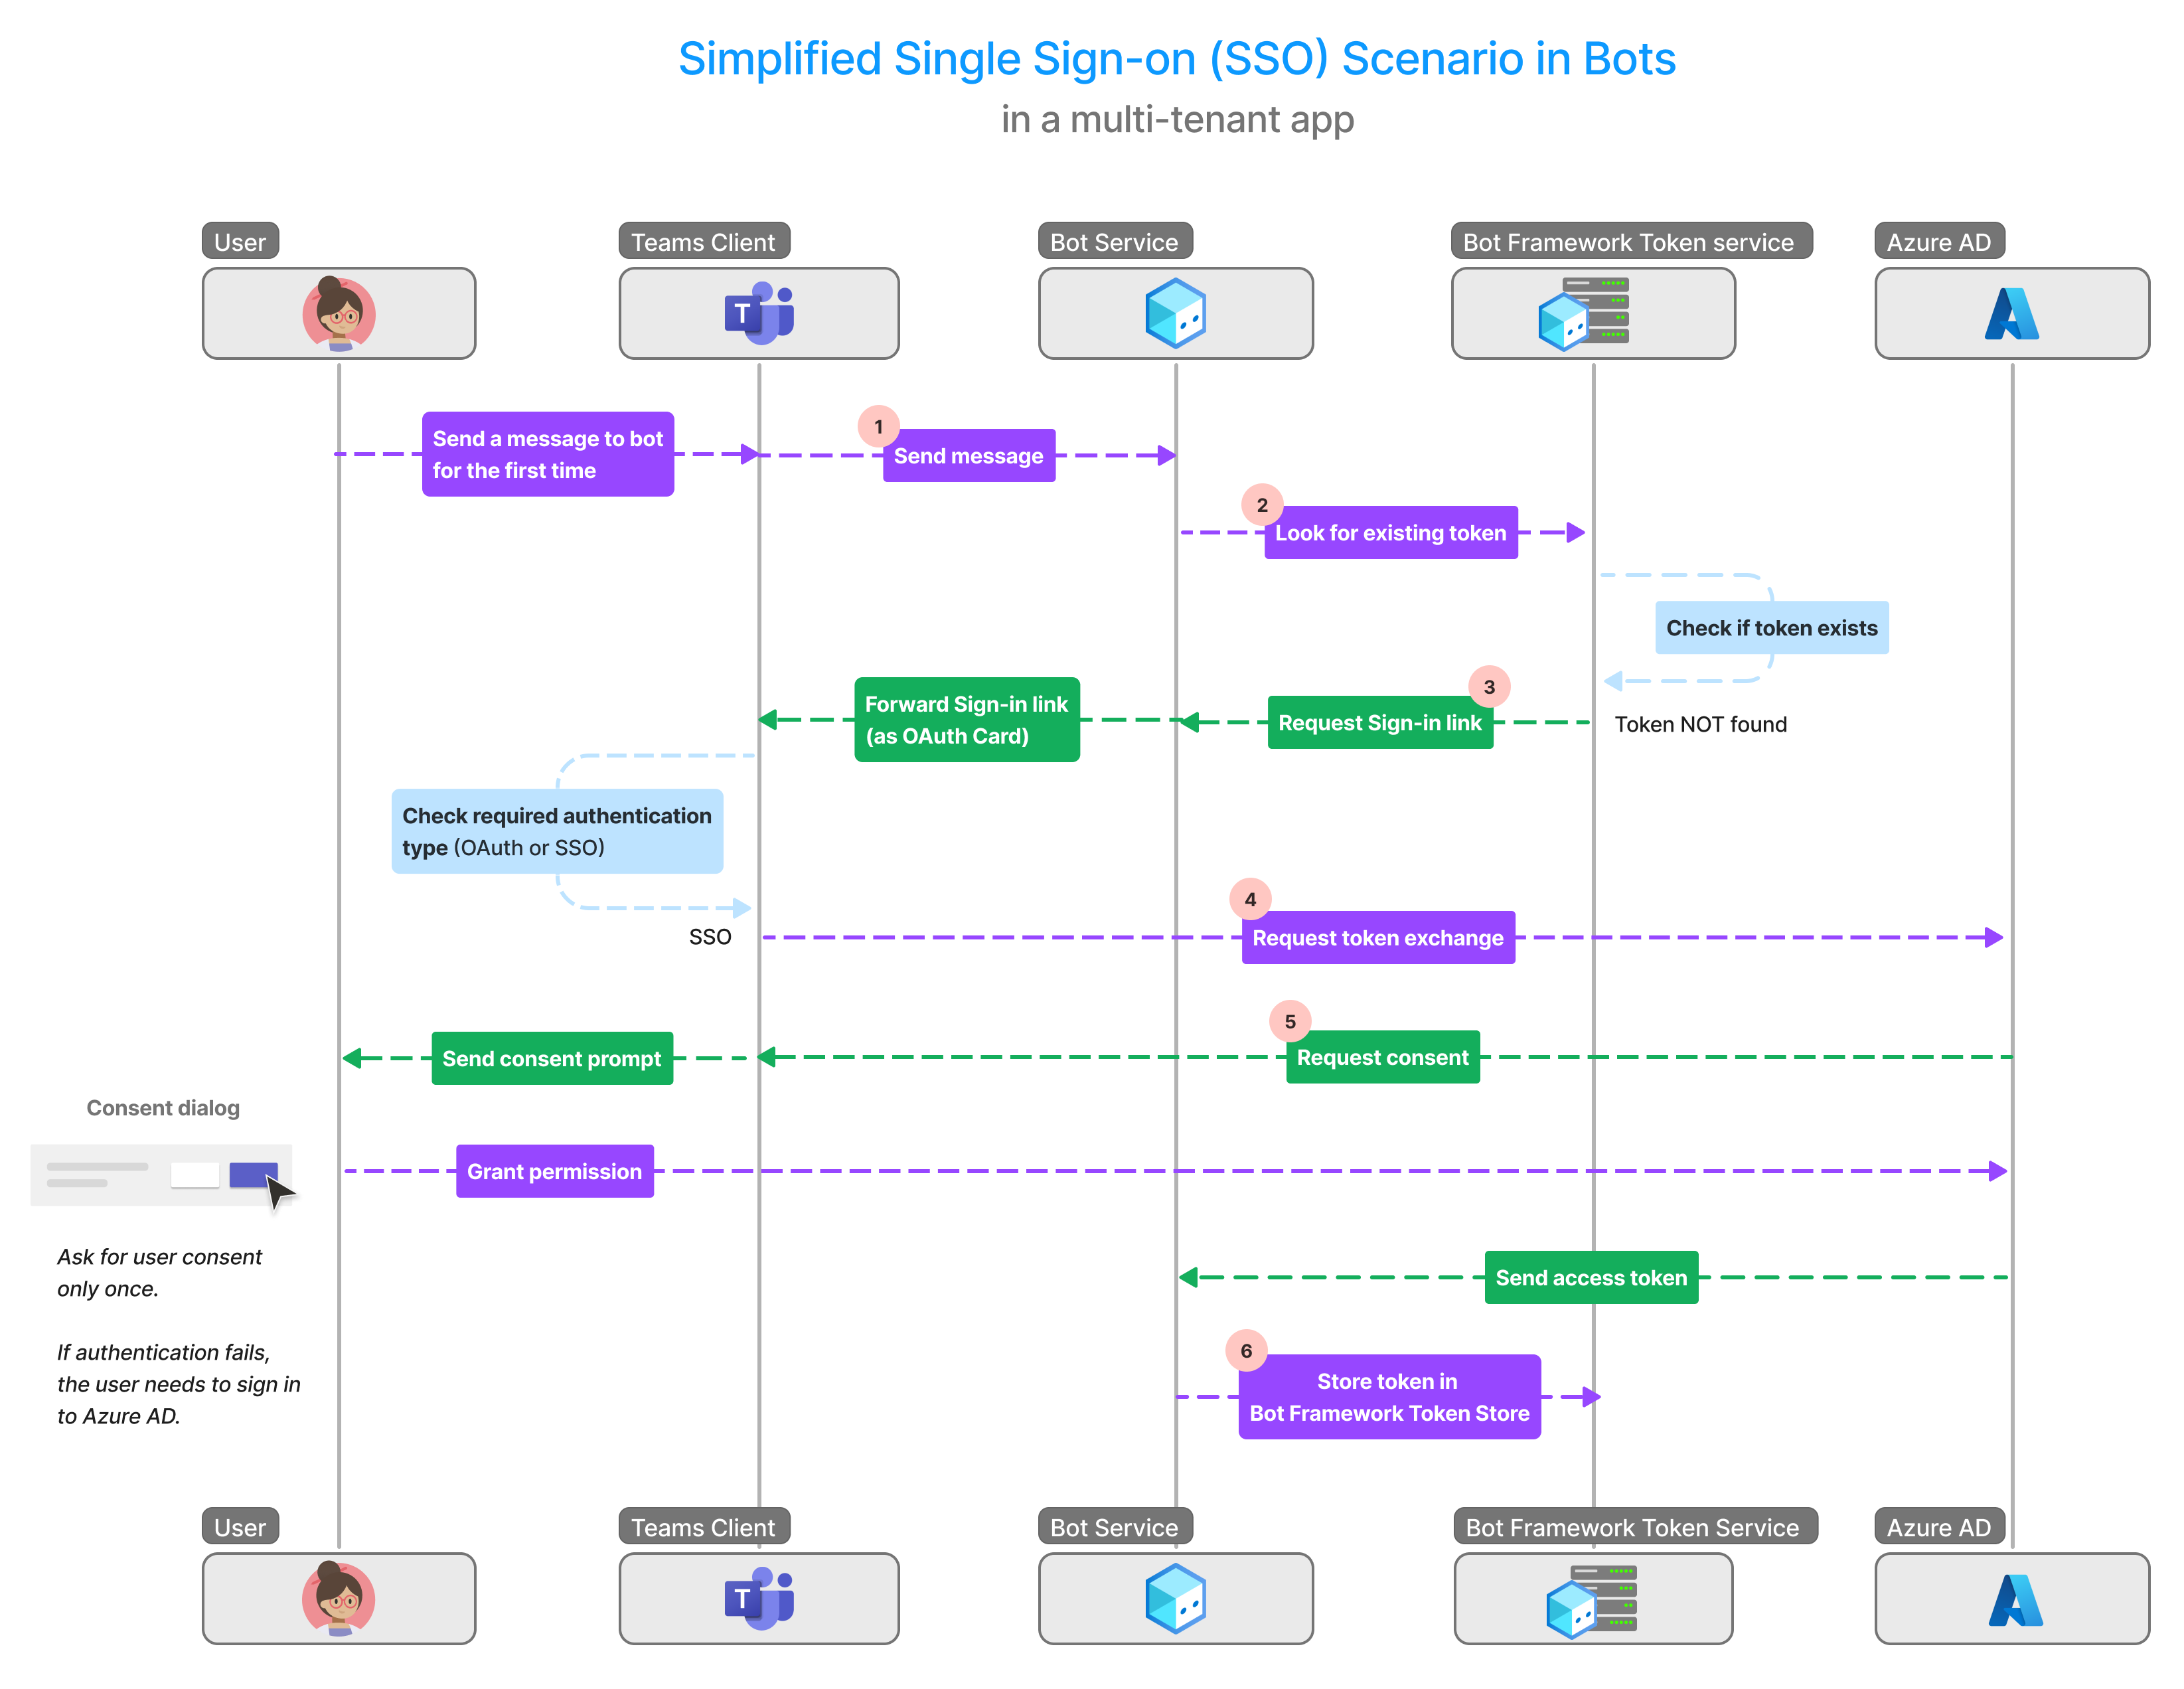 Simplified Single Sign-on (SSO) Scenario in Bots
in a multi-tenant app
User
Teams Client
Bot Service
Bot Framework Token service
Azure AD
T
Send a message to bot
for the first time
1
Send message
2
Look for existing token
Check if token exists
3
Request Sign-in link
Token NOT found
Forward Sign-in link
(as OAuth Card)
Check required authentication
type (OAuth or SSO)
SSO
4
Request token exchange
5
Request consent
Send consent prompt
Consent dialog
Grant permission
Ask for user consent
only once.
If authentication fails,
the user needs to sign in
to Azure AD.
Send access token
6
Store token in
Bot Framework Token Store
User
Teams Client
Bot Service
Bot Framework Token Service
Azure AD
T